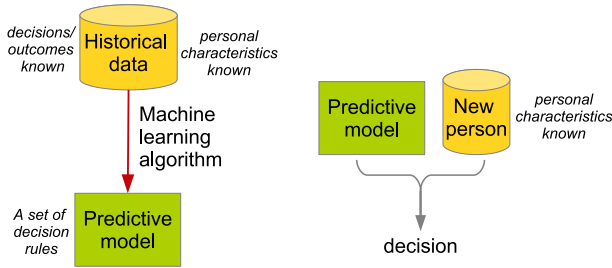 decisions/
outcomes
known
Historical
data
personal
characteristics
known
Machine
learning
algorithm
A set of
decision
rules
Predictive
model
Predictive
model
New
person
personal
characteristics
known
decision